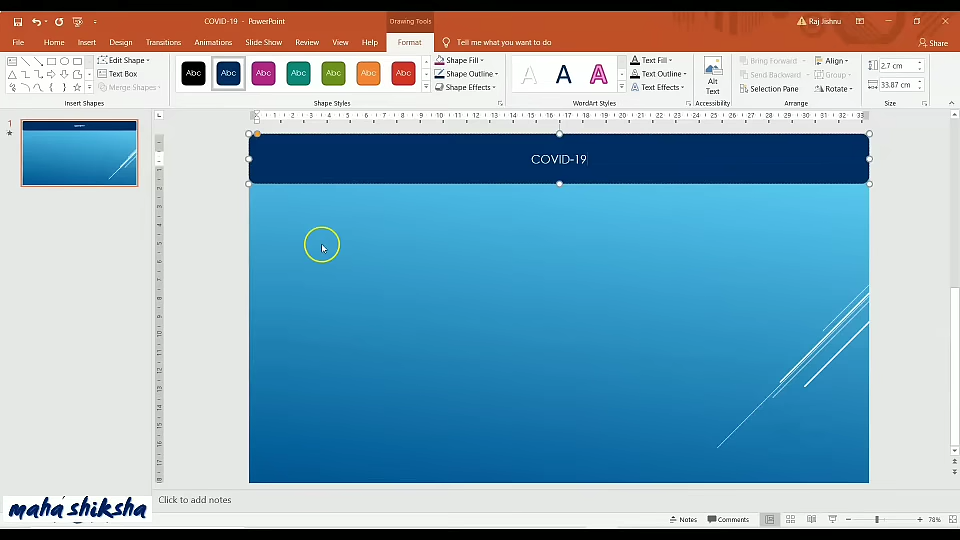 COVID-19 - PowerPoint
Drawing Tools
Raj Jishnu
File Home Insert Design Transitions Animations Slide Show Review View Help Format Tell me what you want to do Share
Edit Shape
Text Box
Merge Shapes
Insert Shapes
Abc Abc Abc Abc Abc Abc Abc
Shape Fill
Shape Outline
Shape Effects
Shape Styles
A A A
Text Fill
Text Outline
Text Effects
WordArt Styles
Alt Text
Accessibility
Bring Forward
Send Backward
Selection Pane
Align
Group
Rotate
Arrange
2.7 cm
33.87 cm
Size
1
COVID-19
Click to add notes
maha shiksha
Notes Comments 78%